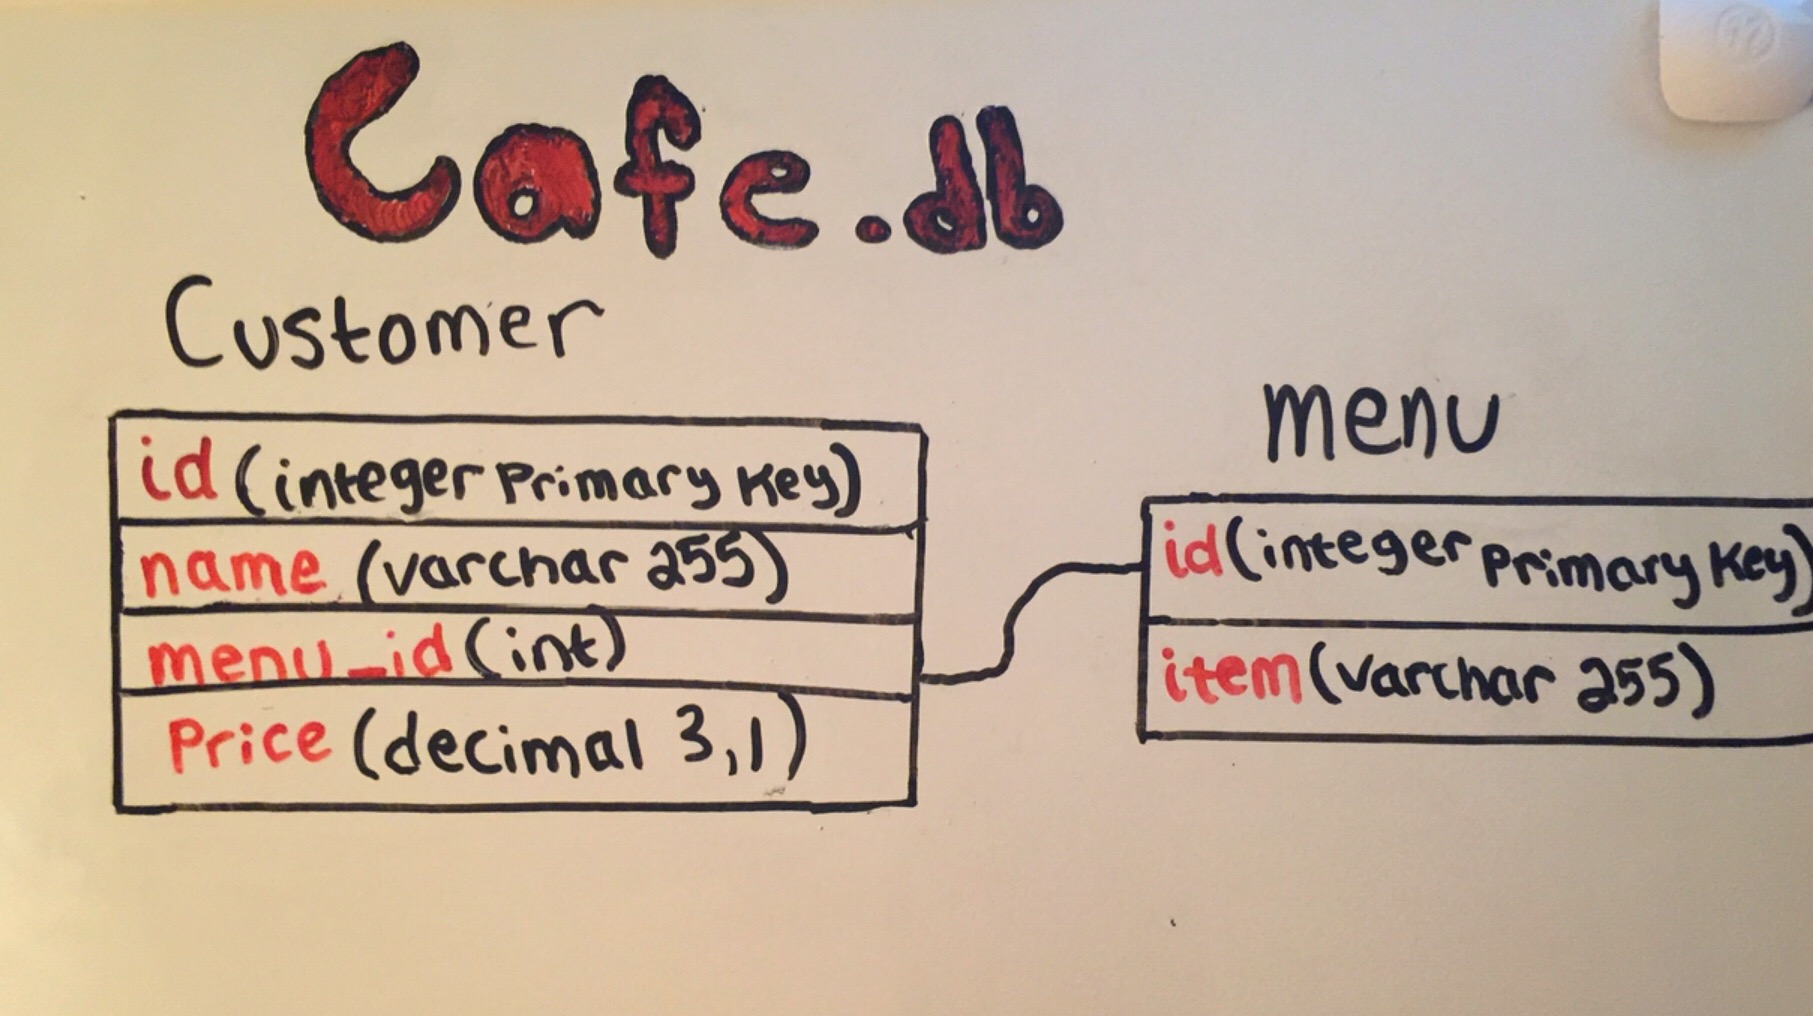 Cafe.db
Customer
id (integer Primary Key)
name (varchar 255)
menu_id (int)
Price (decimal 3,1)
menu
id (integer Primary Key)
item (varchar 255)